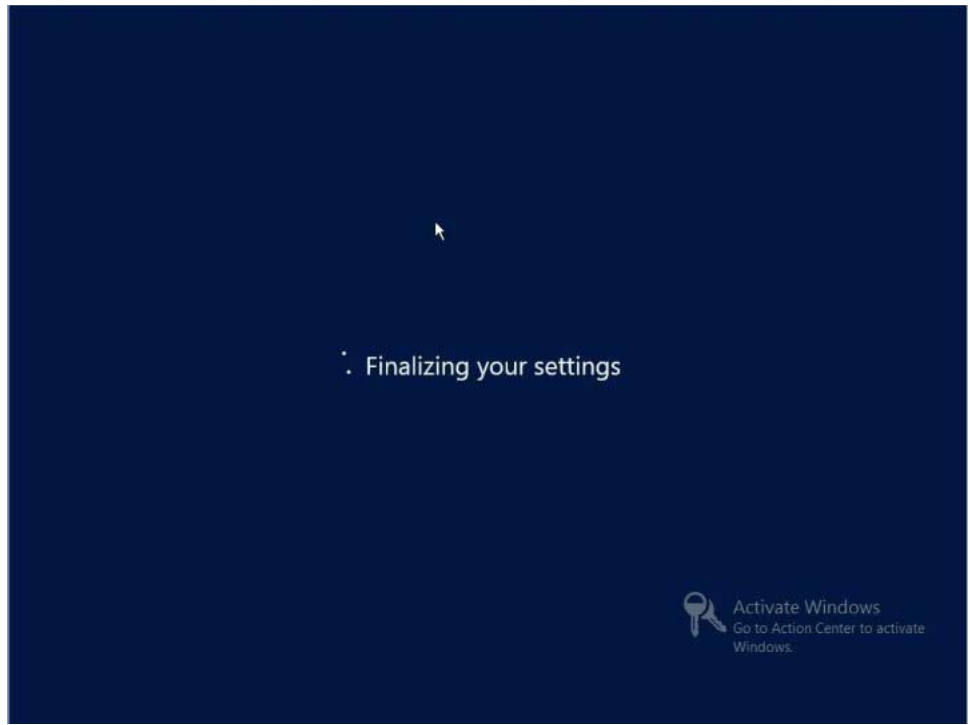 Finalizing your settings
Activate Windows
Go to Action Center to activate
Windows.